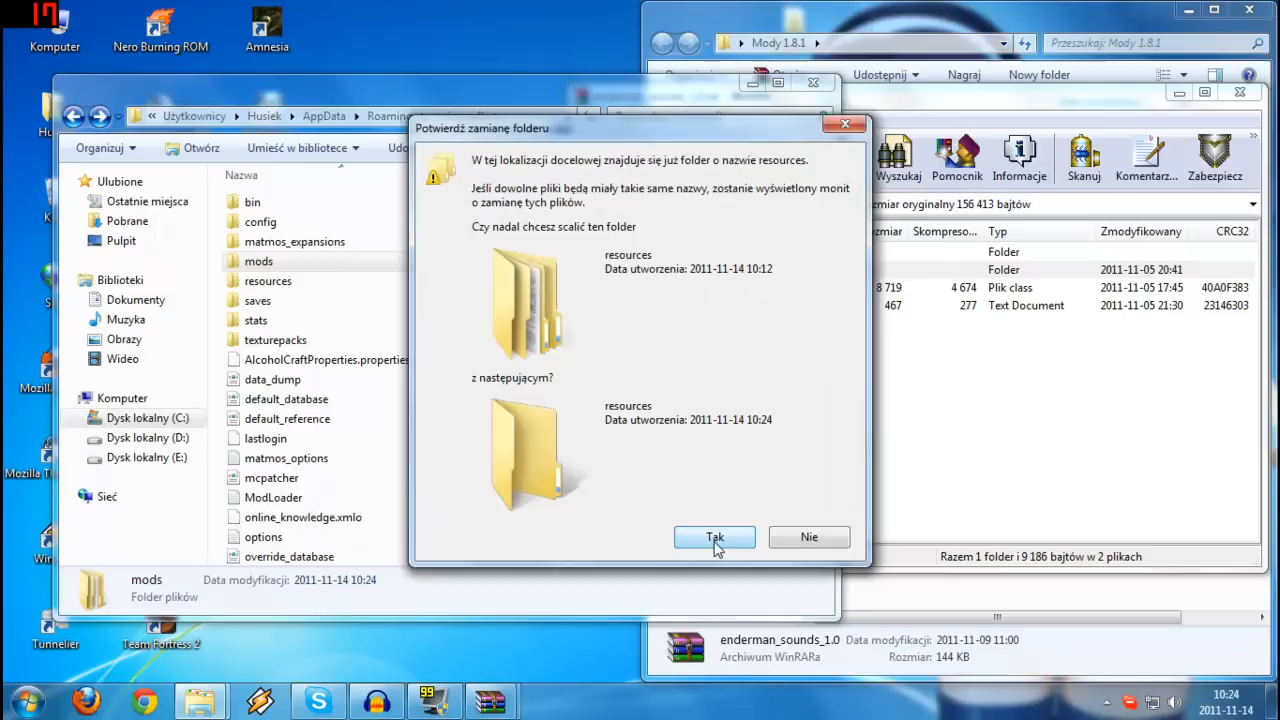 17
Komputer
Nero Burning ROM
Amnesia
Mody 1.8.1
Przeszukaj: Mody 1.8.1
Udostępnij
Nagraj
Nowy folder
« Użytkownicy
Husiek
AppData
Roaming
Organizuj
Otwórz
Umieść w bibliotece
Ulubione
Ostatnie miejsca
Pobrane
Pulpit
Biblioteki
Dokumenty
Muzyka
Obrazy
Video
Komputer
Dysk lokalny (C:)
Dysk lokalny (D:)
Dysk lokalny (E:)
Sieć
Nazwa
bin
config
matmos_expansions
mods
resources
saves
stats
texturepacks
AlcoholCraftProperties.properties
data_dump
default_database
default_reference
lastlogin
matmos_options
mcpatcher
ModLoader
online_knowledge.xmlo
options
override_database
mods
Data modyfikacji: 2011-11-14 10:24
Folder plików
Potwierdź zamianę folderu
W tej lokalizacji docelowej znajduje się już folder o nazwie resources.
Jeśli dowolne pliki będą miały takie same nazwy, zostanie wyświetlony monit
o zamianę tych plików.
Czy nadal chcesz scalić ten folder
resources
Data utworzenia: 2011-11-14 10:12
z następującym?
resources
Data utworzenia: 2011-11-14 10:24
Tak
Nie
Wyszukaj
Pomocnik
Informacje
Skanuj
Komentarz...
Zabezpiecz
»
oryginalny 156 413 bajtów
Skompreso...
Typ
Zmodyfikowany
CRC32
Folder
Folder
2011-11-05 20:41
8 719
4 674
Plik class
2011-11-05 17:45
40A0F383
467
277
Text Document
2011-11-05 21:30
23146303
Razem 1 folder i 9 186 bajtów w 2 plikach
enderman_sounds_1.0
Data modyfikacji: 2011-11-09 11:00
Archiwum WinRARa
Rozmiar: 144 KB
Tunnelier
Team Fortress 2
99
10:24
2011-11-14